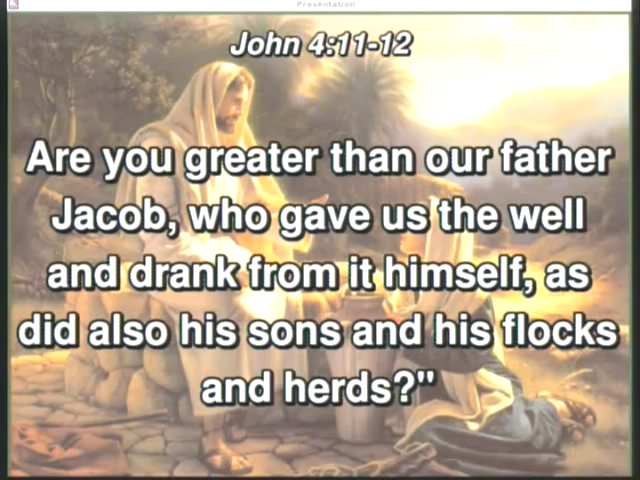 Presentation
John 4:11-12
Are you greater than our father
Jacob, who gave us the well
and drank from it himself, as
did also his sons and his flocks
and herds?"